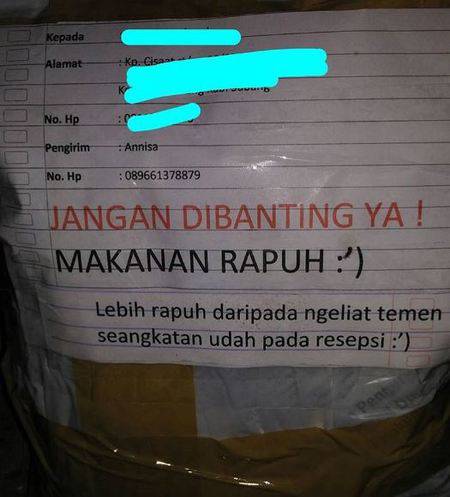 Kepada
Alamat : Kp.
No. Hp :
Pengirim : Annisa
No. Hp : 089661378879
JANGAN DIBANTING YA !
MAKANAN RAPUH :’)
Lebih rapuh daripada ngeliat temen
seangkatan udah pada resepsi :’)